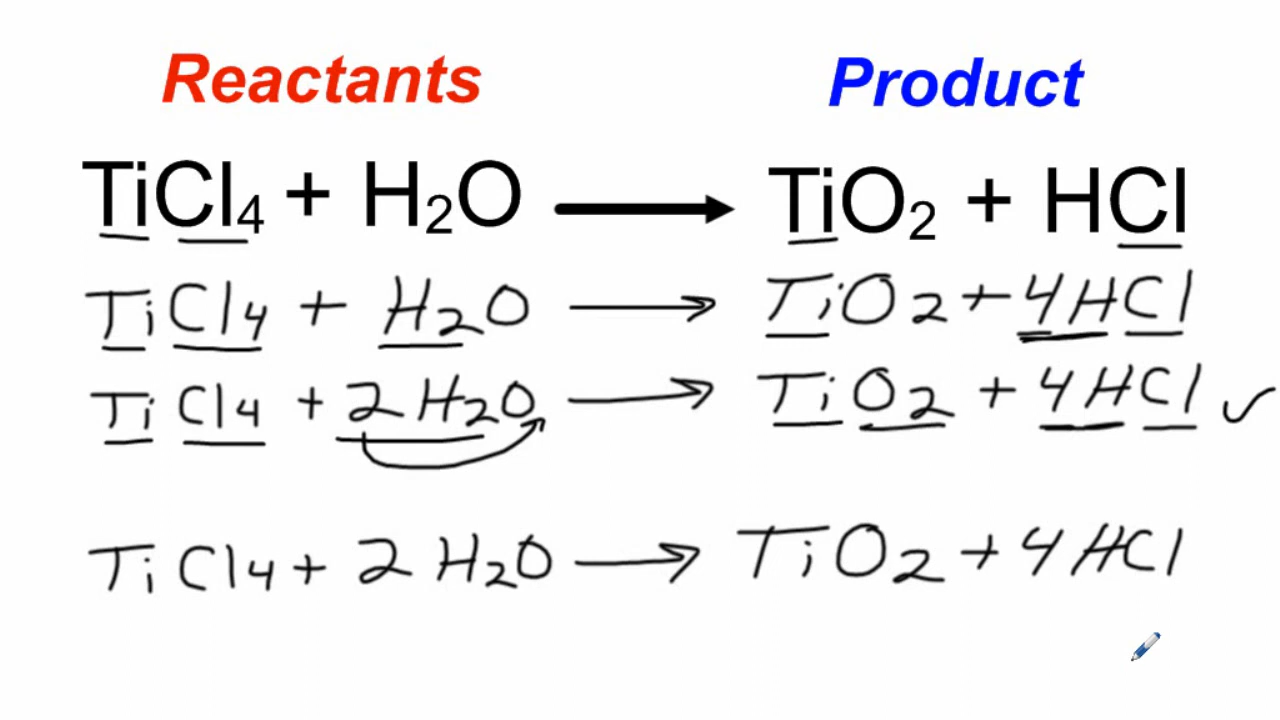 Reactants Product
TiCl₄ + H₂O ⟶ TiO₂ + HCl
TiCl₄ + H₂O ⟶ TiO₂ + 4HCl
TiCl₄ + 2H₂O ⟶ TiO₂ + 4HCl ✓
TiCl₄ + 2H₂O ⟶ TiO₂ + 4HCl